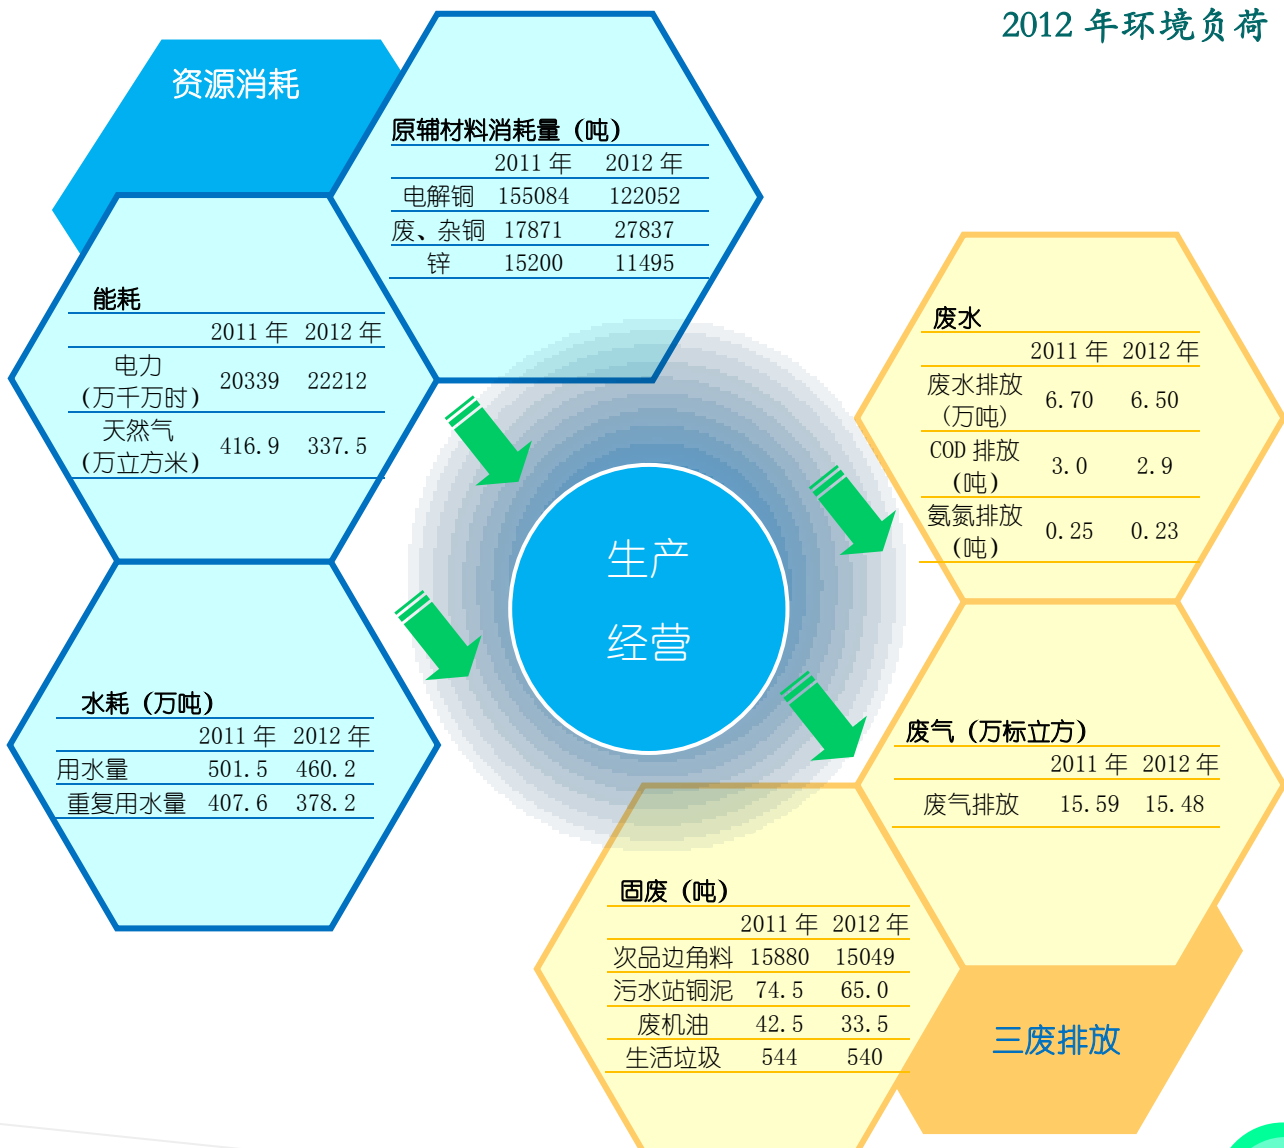 2012 年环境负荷
资源消耗
原辅材料消耗量（吨）
2011 年 2012 年
电解铜 155084 122052
废、杂铜 17871 27837
锌 15200 11495
能耗
2011 年 2012 年
电力
(万千万时) 20339 22212
天然气
(万立方米) 416.9 337.5
水耗（万吨）
2011 年 2012 年
用水量 501.5 460.2
重复用水量 407.6 378.2
生产
经营
废水
2011 年 2012 年
废水排放
(万吨) 6.70 6.50
COD 排放
(吨) 3.0 2.9
氨氮排放
(吨) 0.25 0.23
废气（万标立方）
2011 年 2012 年
废气排放 15.59 15.48
固废（吨）
2011 年 2012 年
次品边角料 15880 15049
污水站铜泥 74.5 65.0
废机油 42.5 33.5
生活垃圾 544 540
三废排放